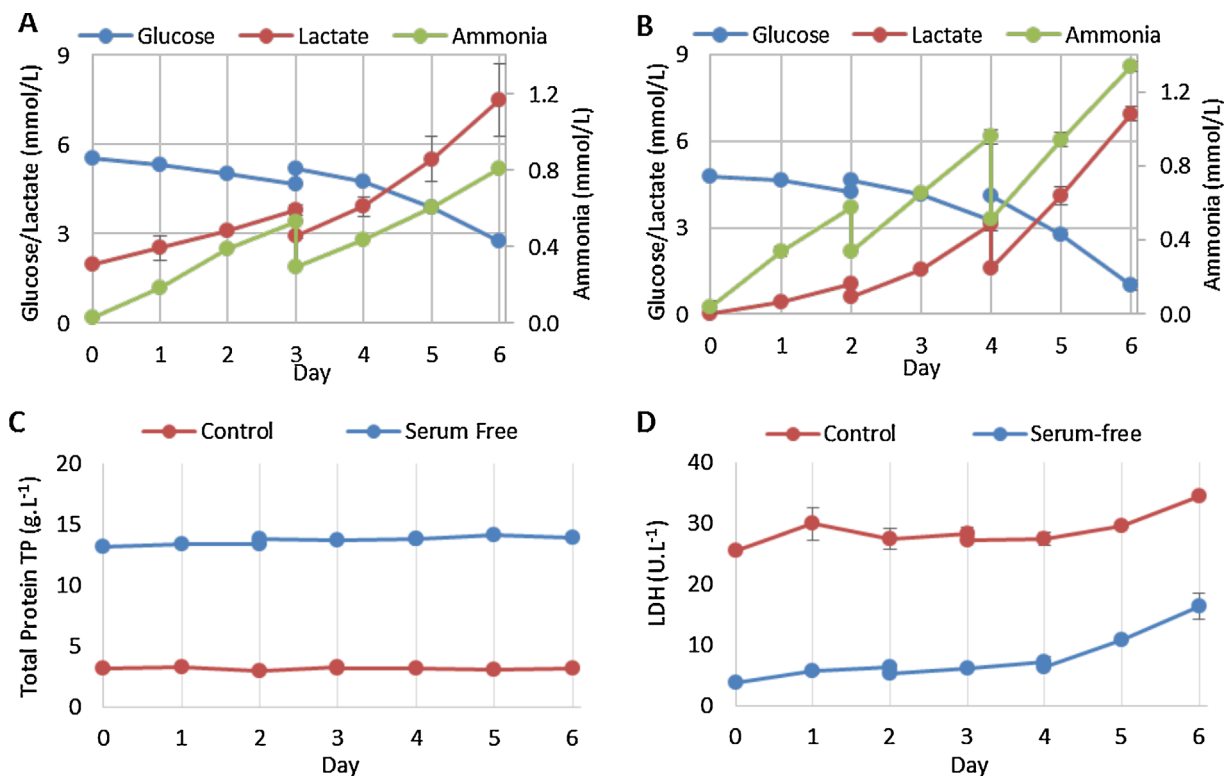 A
Glucose Lactate Ammonia
9
6
3
0
1.2
0.8
0.4
0.0
Glucose/Lactate (mmol/L)
Ammonia (mmol/L)
0 1 2 3 4 5 6
Day
B
Glucose Lactate Ammonia
9
6
3
0
1.2
0.8
0.4
0.0
Glucose/Lactate (mmol/L)
Ammonia (mmol/L)
0 1 2 3 4 5 6
Day
C
Control Serum Free
20
15
10
5
0
Total Protein TP (g.L-1)
0 1 2 3 4 5 6
Day
D
Control Serum-free
40
30
20
10
0
LDH (U.L-1)
0 1 2 3 4 5 6
Day